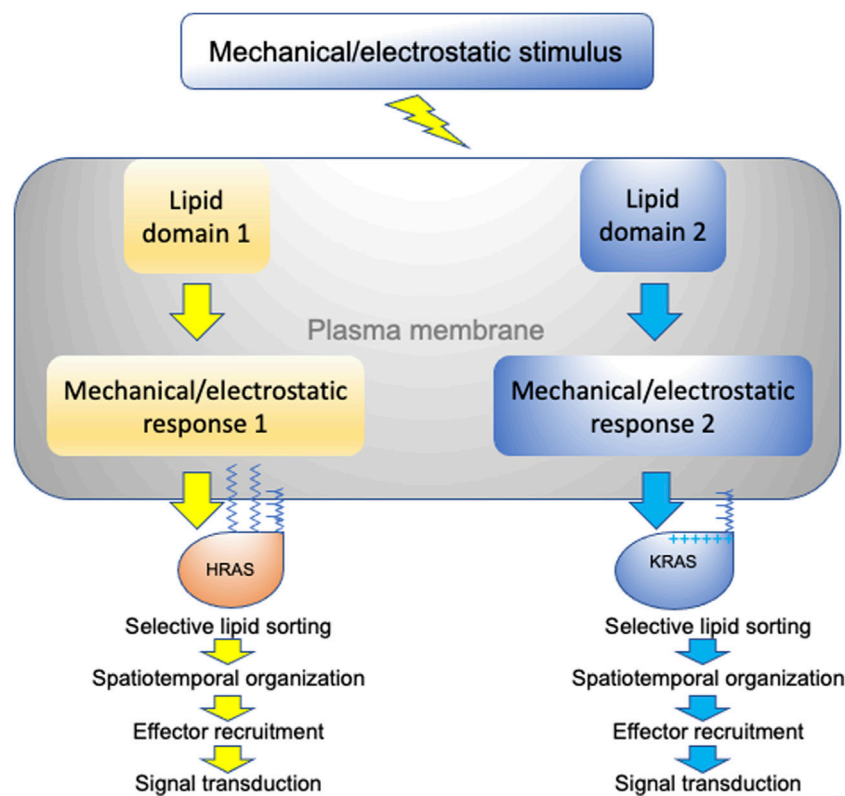 Mechanical/electrostatic stimulus
Lipid
domain 1
Lipid
domain 2
Plasma membrane
Mechanical/electrostatic
response 1
Mechanical/electrostatic
response 2
HRAS
++++++
KRAS
Selective lipid sorting
Selective lipid sorting
Spatiotemporal organization
Spatiotemporal organization
Effector recruitment
Effector recruitment
Signal transduction
Signal transduction